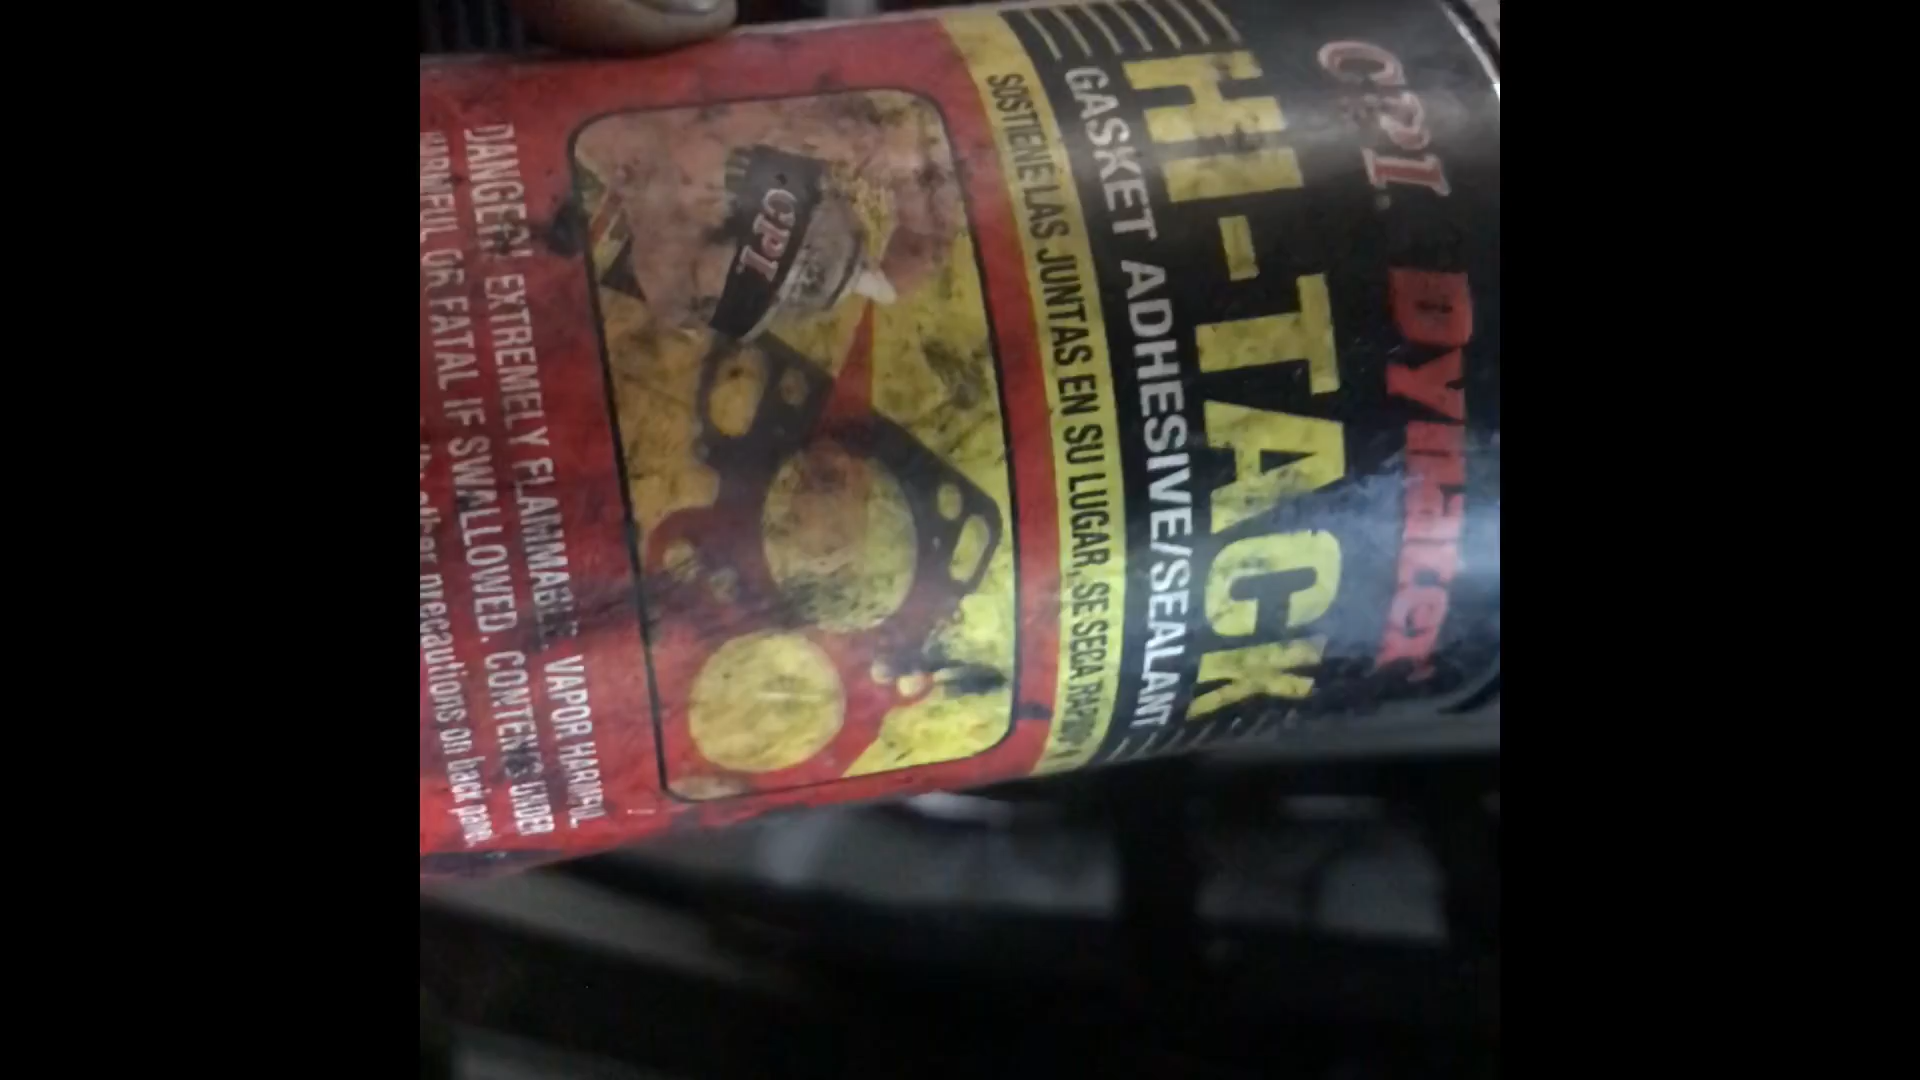 CPI. Dynatex
HI-TACK
GASKET ADHESIVE/SEALANT
SOSTIENE LAS JUNTAS EN SU LUGAR, SE SECA RAPIDO
CPI.
DANGER! EXTREMELY FLAMMABLE. VAPOR HARMFUL
HARMFUL OR FATAL IF SWALLOWED. CONTENTS UNDER
other precautions on back panel